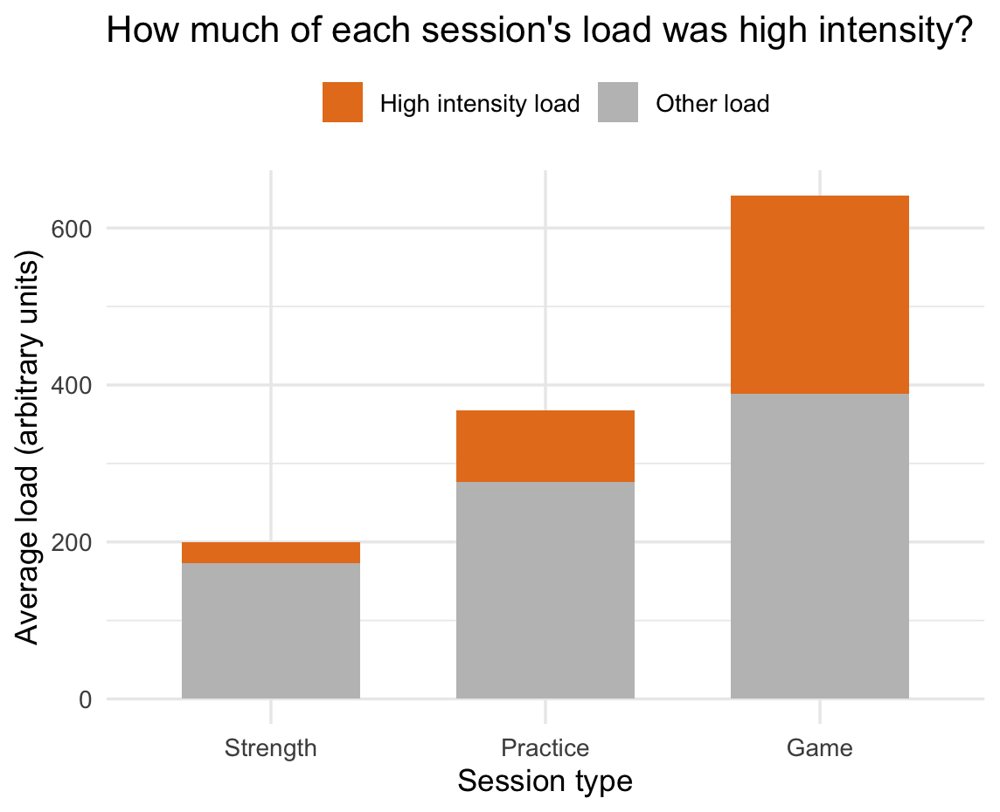 How much of each session's load was high intensity?
High intensity load
Other load
Average load (arbitrary units)
600
400
200
0
Strength
Practice
Game
Session type